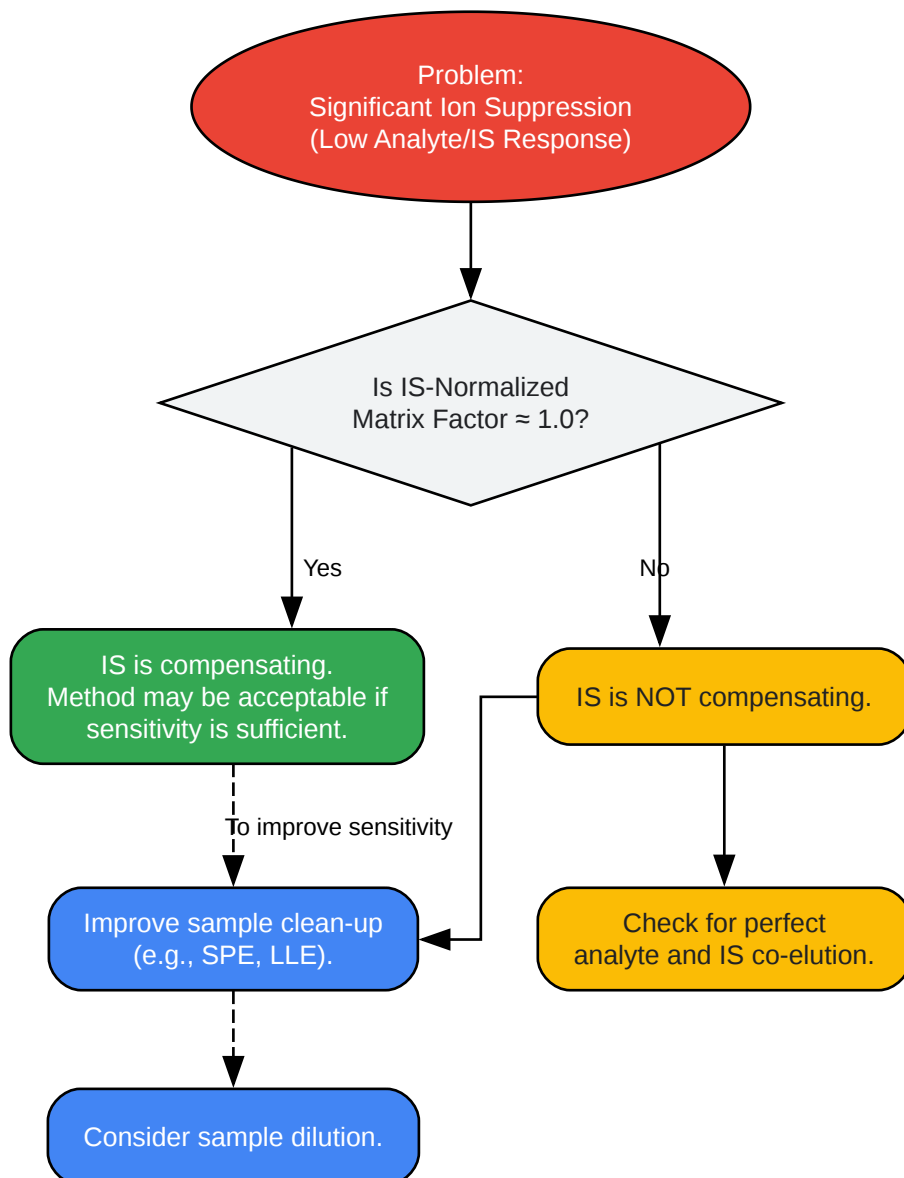 Problem:
Significant Ion Suppression
(Low Analyte/IS Response)
Is IS-Normalized
Matrix Factor ≈ 1.0?
Yes
No
IS is compensating.
Method may be acceptable if
sensitivity is sufficient.
IS is NOT compensating.
To improve sensitivity
Improve sample clean-up
(e.g., SPE, LLE).
Check for perfect
analyte and IS co-elution.
Consider sample dilution.